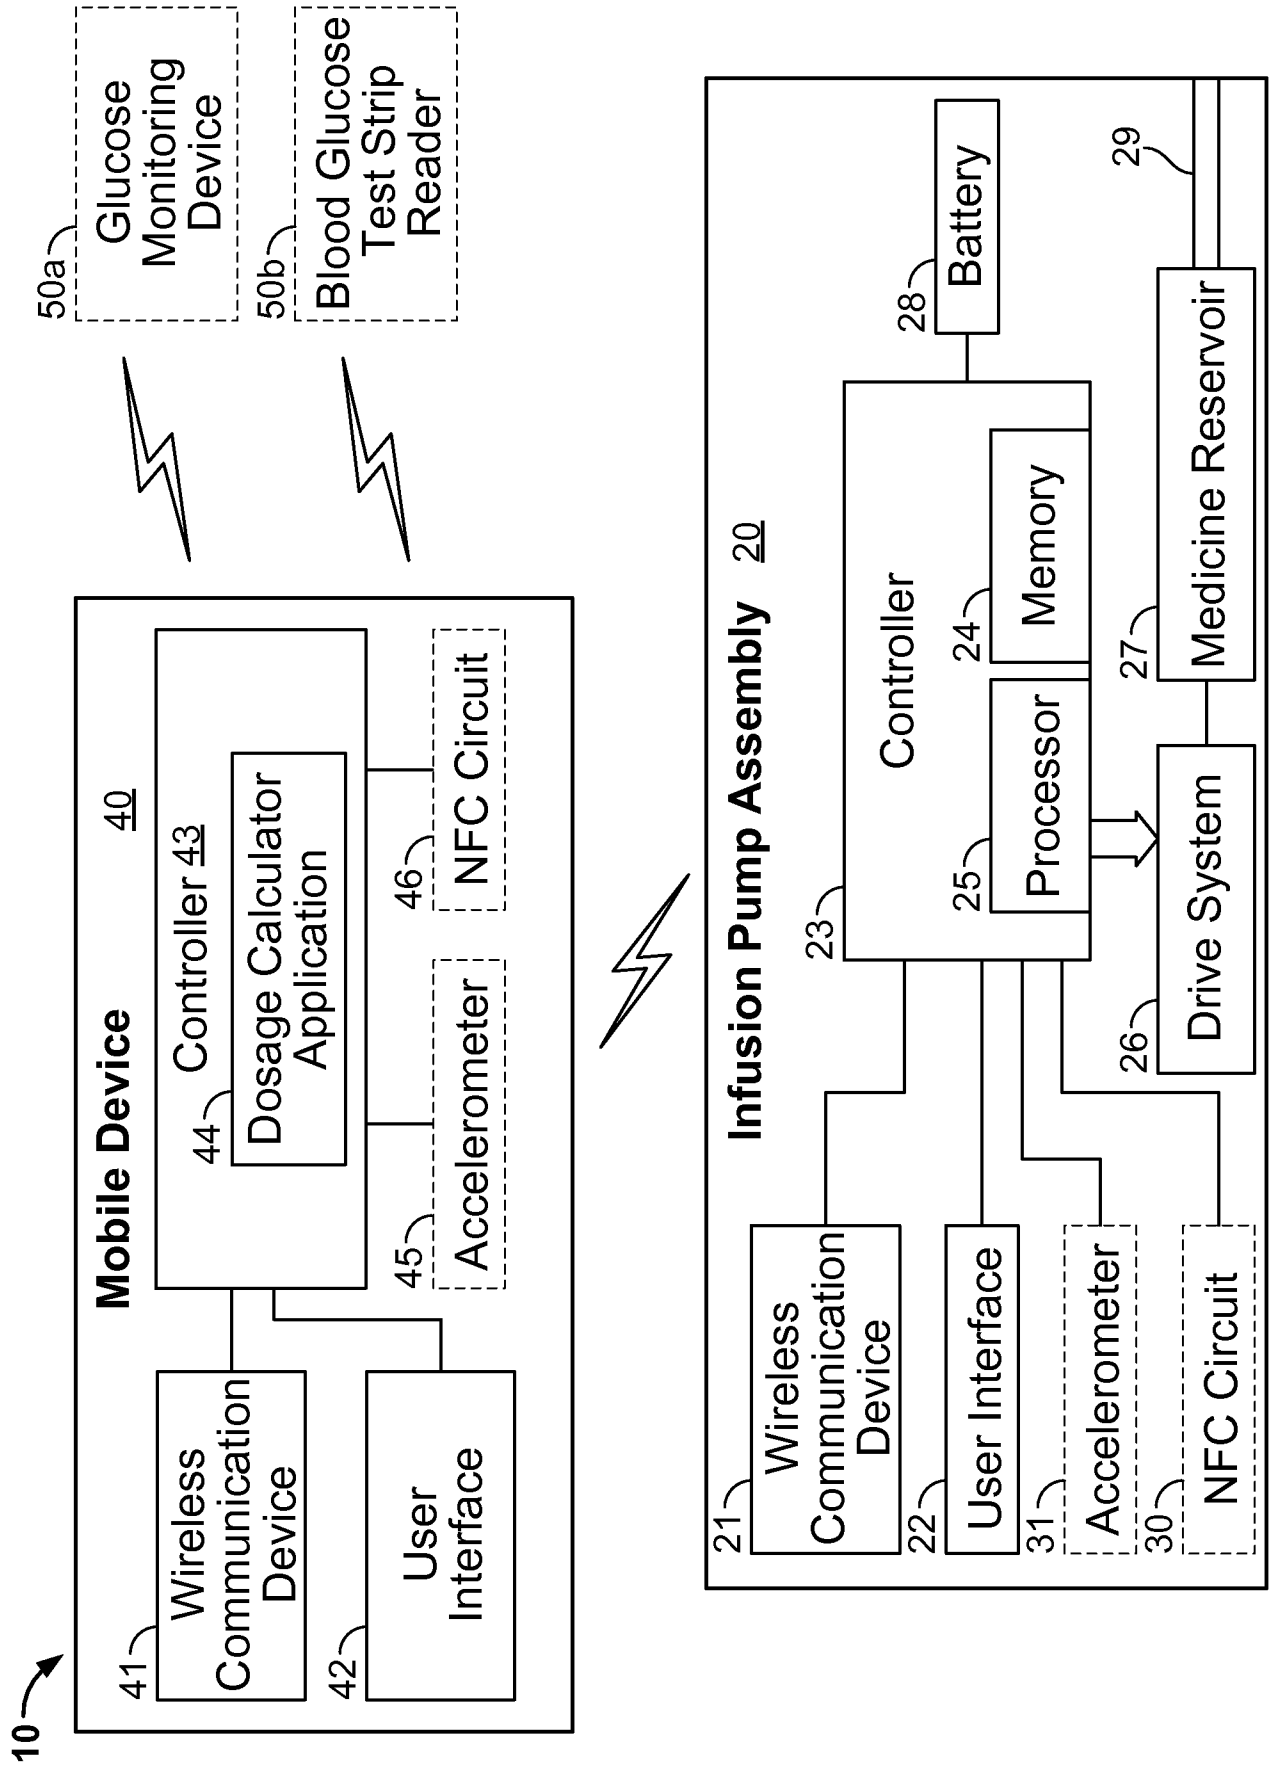 10
Mobile Device
40
41
Wireless
Communication
Device
42
User
Interface
Controller 43
44
Dosage Calculator
Application
45
Accelerometer
46
NFC Circuit
50a
Glucose
Monitoring
Device
50b
Blood Glucose
Test Strip
Reader
Infusion Pump Assembly 20
21
Wireless
Communication
Device
22
User Interface
31
Accelerometer
30
NFC Circuit
23
Controller
25
Processor
24
Memory
28
Battery
26
Drive System
27
Medicine Reservoir
29